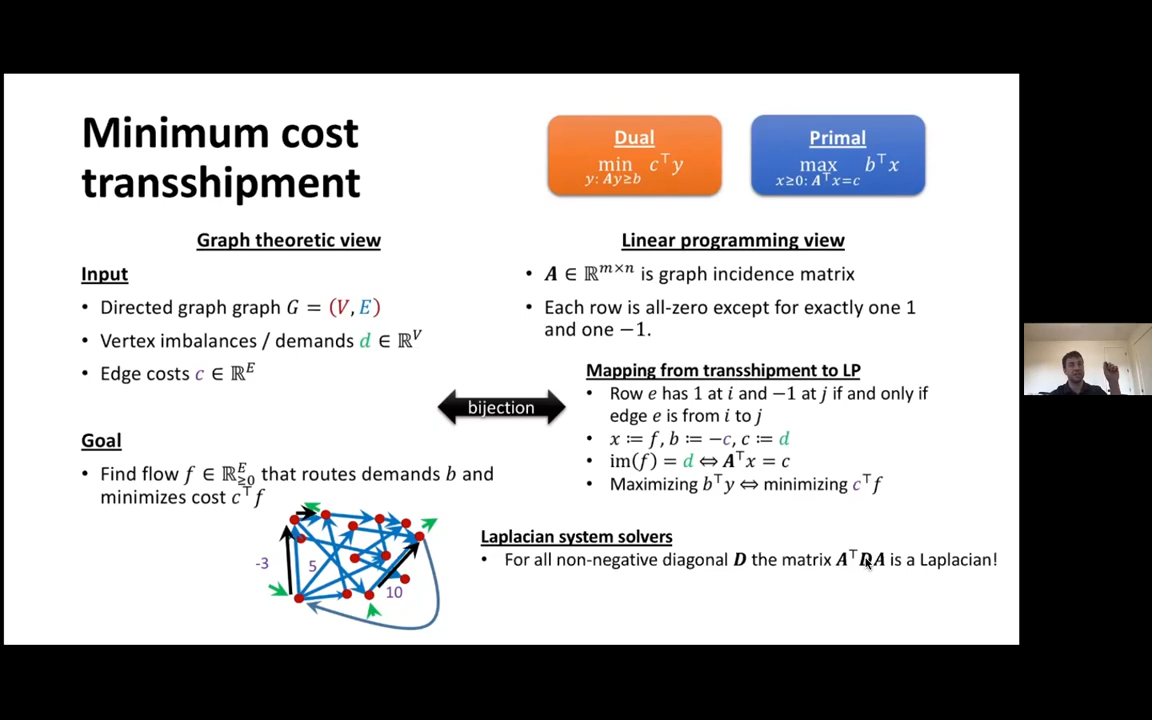 Minimum cost
transshipment
Dual
min c⊤y
y: Ay≥b
Primal
max b⊤x
x≥0: A⊤x=c
Graph theoretic view
Input
• Directed graph graph G = (V, E)
• Vertex imbalances / demands d ∈ ℝ^V
• Edge costs c ∈ ℝ^E
Goal
• Find flow f ∈ ℝ^E_≥0 that routes demands b and
minimizes cost c⊤f
-3
5
10
bijection
Linear programming view
• A ∈ ℝ^{m×n} is graph incidence matrix
• Each row is all-zero except for exactly one 1
and one −1.
Mapping from transshipment to LP
• Row e has 1 at i and −1 at j if and only if
edge e is from i to j
• x ≔ f, b ≔ −c, c ≔ d
• im(f) = d ⇔ A⊤x = c
• Maximizing b⊤y ⇔ minimizing c⊤f
Laplacian system solvers
• For all non-negative diagonal D the matrix A⊤DA is a Laplacian!